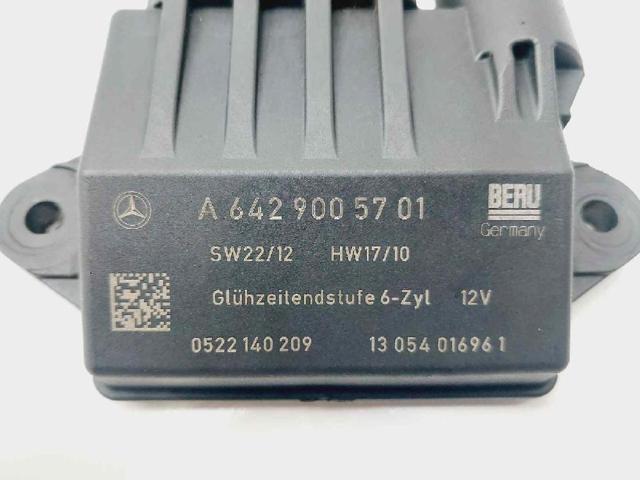 A 642 900 57 01
BERU
Germany
SW22/12 HW17/10
Glühzeitendstufe 6-Zyl 12V
0522 140 209 13 054 01696 1